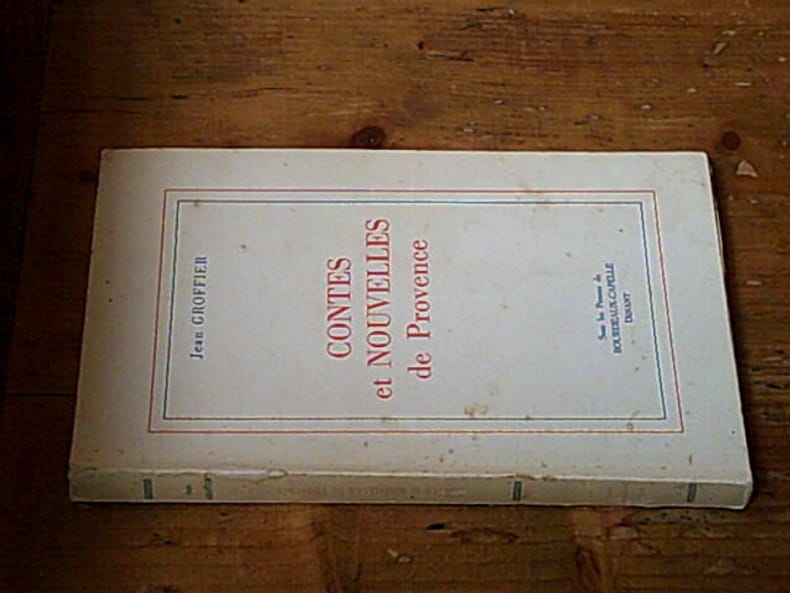 Jean GROFFIER
CONTES
et NOUVELLES
de Provence
Sous les Presses de
BOURDEAUX-CAPELLE
DINANT